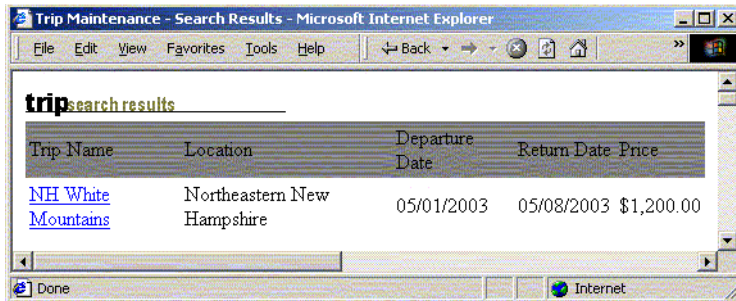 Trip Maintenance - Search Results - Microsoft Internet Explorer
File Edit View Favorites Tools Help Back »
trip search results
Trip Name Location Departure Date Return Date Price
NH White Mountains Northeastern New Hampshire 05/01/2003 05/08/2003 $1,200.00
Done Internet